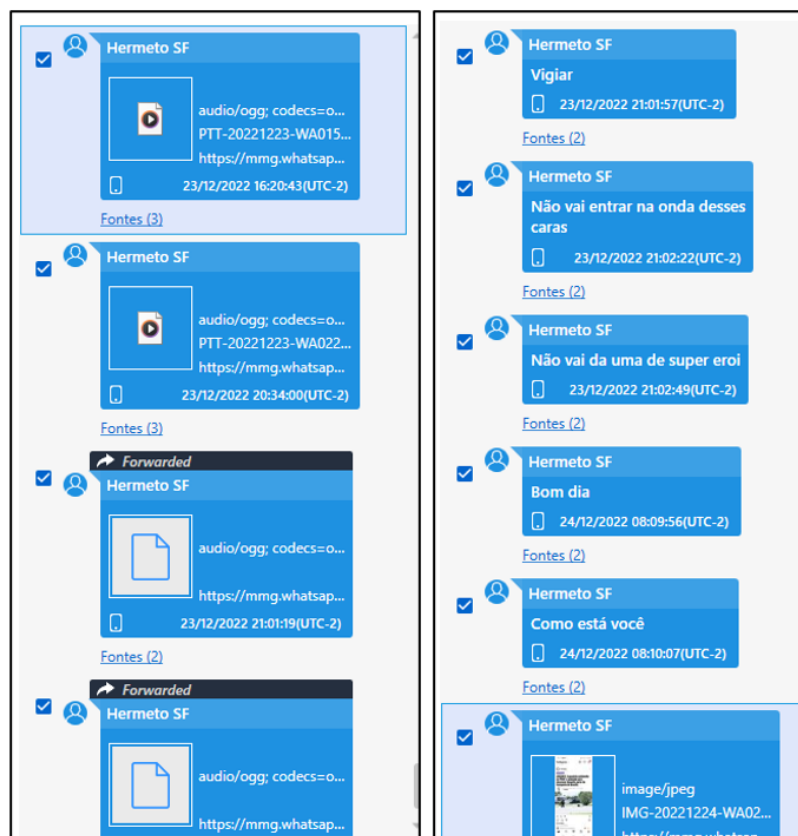 Hermeto SF
audio/ogg; codecs=o...
PTT-20221223-WA015...
https://mmg.whatsap...
23/12/2022 16:20:43(UTC-2)
Fontes (3)
Hermeto SF
audio/ogg; codecs=o...
PTT-20221223-WA022...
https://mmg.whatsap...
23/12/2022 20:34:00(UTC-2)
Fontes (3)
Forwarded
Hermeto SF
audio/ogg; codecs=o...
https://mmg.whatsap...
23/12/2022 21:01:19(UTC-2)
Fontes (2)
Forwarded
Hermeto SF
audio/ogg; codecs=o...
https://mmg.whatsap...
Hermeto SF
Vigiar
23/12/2022 21:01:57(UTC-2)
Fontes (2)
Hermeto SF
Não vai entrar na onda desses
caras
23/12/2022 21:02:22(UTC-2)
Fontes (2)
Hermeto SF
Não vai da uma de super eroi
23/12/2022 21:02:49(UTC-2)
Fontes (2)
Hermeto SF
Bom dia
24/12/2022 08:09:56(UTC-2)
Fontes (2)
Hermeto SF
Como está você
24/12/2022 08:10:07(UTC-2)
Fontes (2)
Hermeto SF
image/jpeg
IMG-20221224-WA02...